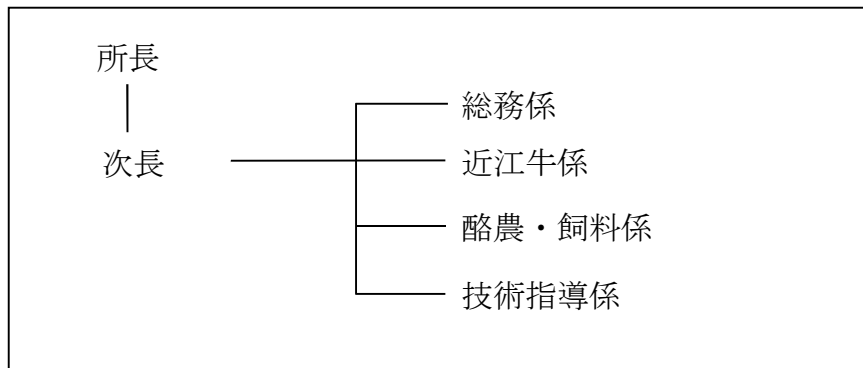 所長
総務係
次長
近江牛係
酪農・飼料係
技術指導係